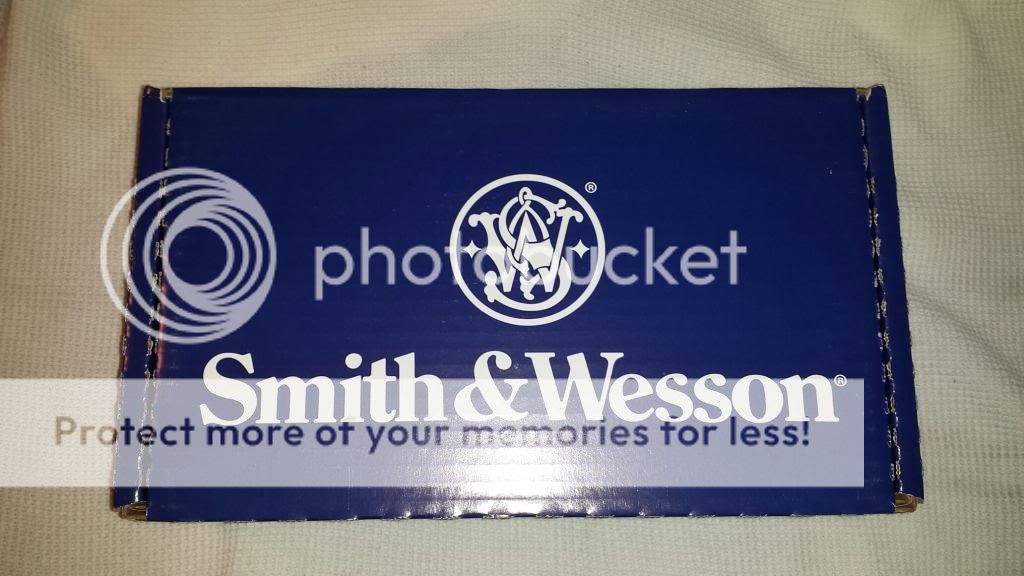 ®
photobucket
Smith & Wesson®
Protect more of your memories for less!